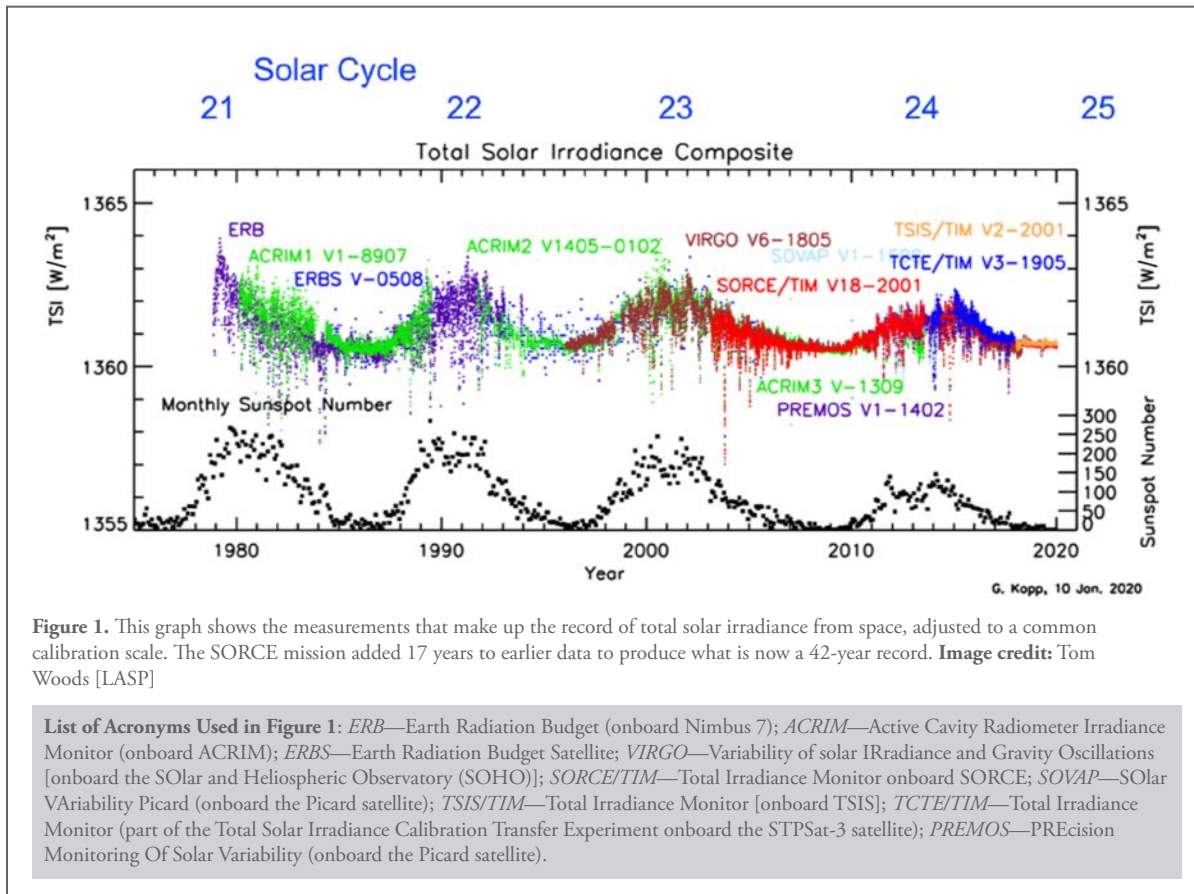 Solar Cycle
21 22 23 24 25
Total Solar Irradiance Composite
1365 1365
ERB
ACRIM1 V1-8907 ACRIM2 V1405-0102 VIRGO V6-1805 TSIS/TIM V2-2001
ERBS V-0508 SOVAP TCTE/TIM V3-1905
SORCE/TIM V18-2001
TSI [W/m²] TSI [W/m²]
1360 1360
ACRIM3 V-1309
PREMOS V1-1402
Monthly Sunspot Number
300
250
200
150
100
50
0
Sunspot Number
1355
1980 1990 2000 2010 2020
Year
G. Kopp, 10 Jan. 2020
Figure 1. This graph shows the measurements that make up the record of total solar irradiance from space, adjusted to a common
calibration scale. The SORCE mission added 17 years to earlier data to produce what is now a 42-year record. Image credit: Tom
Woods [LASP]
List of Acronyms Used in Figure 1: ERB—Earth Radiation Budget (onboard Nimbus 7); ACRIM—Active Cavity Radiometer Irradiance
Monitor (onboard ACRIM); ERBS—Earth Radiation Budget Satellite; VIRGO—Variability of solar IRradiance and Gravity Oscillations
[onboard the SOlar and Heliospheric Observatory (SOHO)]; SORCE/TIM—Total Irradiance Monitor onboard SORCE; SOVAP—SOlar
VAriability Picard (onboard the Picard satellite); TSIS/TIM—Total Irradiance Monitor [onboard TSIS]; TCTE/TIM—Total Irradiance
Monitor (part of the Total Solar Irradiance Calibration Transfer Experiment onboard the STPSat-3 satellite); PREMOS—PREcision
Monitoring Of Solar Variability (onboard the Picard satellite).